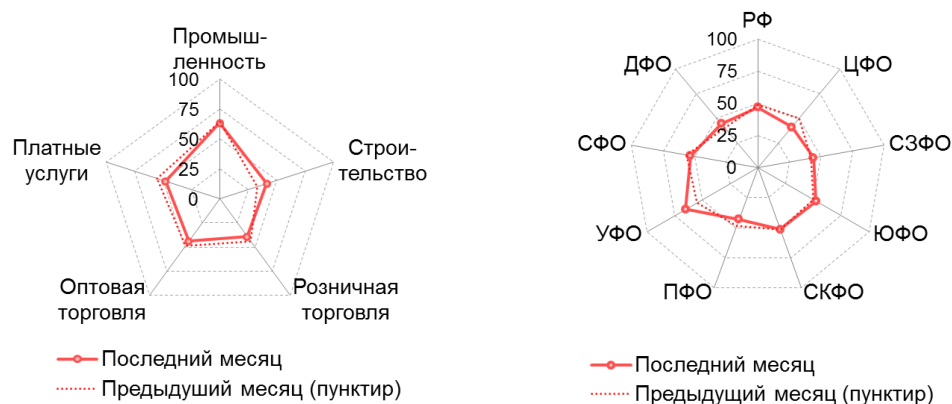 Промыш-
ленность
100
75
50
25
0
Строи-
тельство
Розничная
торговля
Оптовая
торговля
Платные
услуги
Последний месяц
Предыдуший месяц (пунктир)
РФ
100
75
50
25
0
ЦФО
СЗФО
ЮФО
СКФО
ПФО
УФО
СФО
ДФО
Последний месяц
Предыдущий месяц (пунктир)